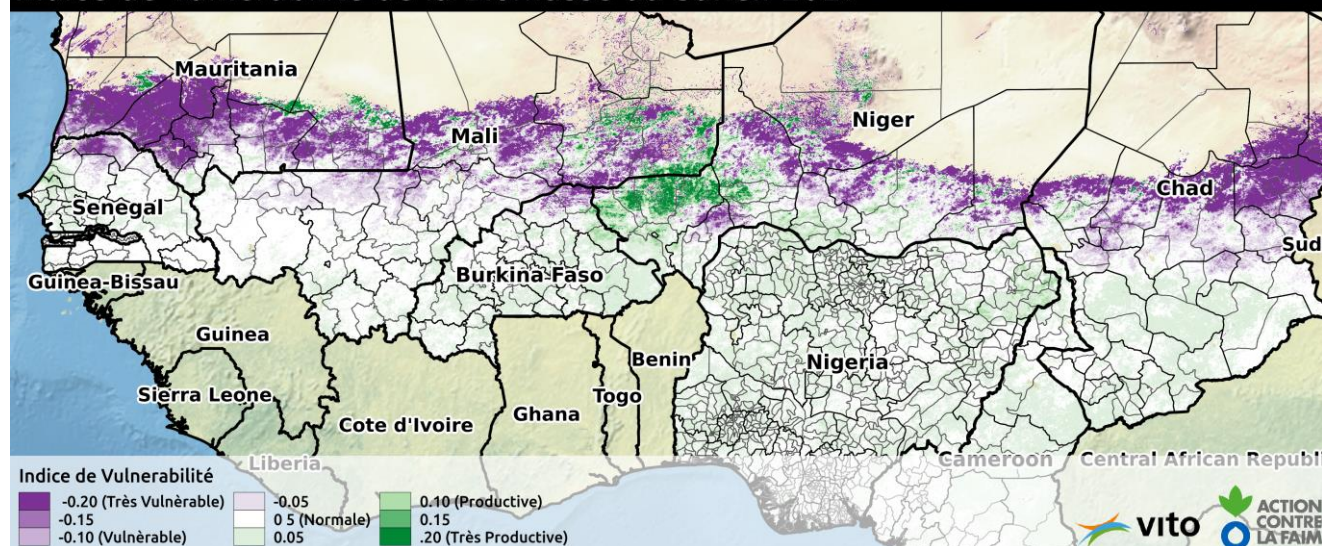 Mauritania
Mali
Niger
Chad
Senegal
Sud
Guinea-Bissau
Burkina Faso
Guinea
Nigeria
Benin
Sierra Leone
Togo
Ghana
Cote d'Ivoire
Liberia
Cameroon
Central African Republi
Indice de Vulnerabilité
-0.20 (Très Vulnèrable)
-0.15
-0.10 (Vulnèrable)
-0.05
0 5 (Normale)
0.05
0.10 (Productive)
0.15
.20 (Très Productive)
vito
ACTION
CONTRE
LA FAIM